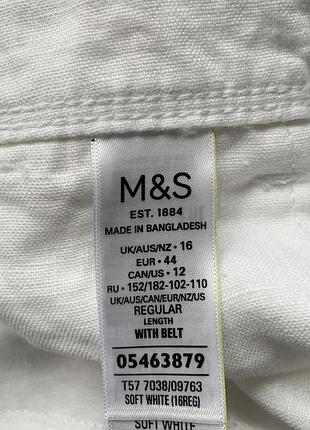 M&S
EST. 1884
MADE IN BANGLADESH
UK/AUS/NZ • 16
EUR • 44
CAN/US • 12
RU • 152/182-102-110
UK/AUS/CAN/EUR/NZ/US
REGULAR
LENGTH
WITH BELT
05463879
T57 7038/09763
SOFT WHITE (16REG)
SOFT WHITE